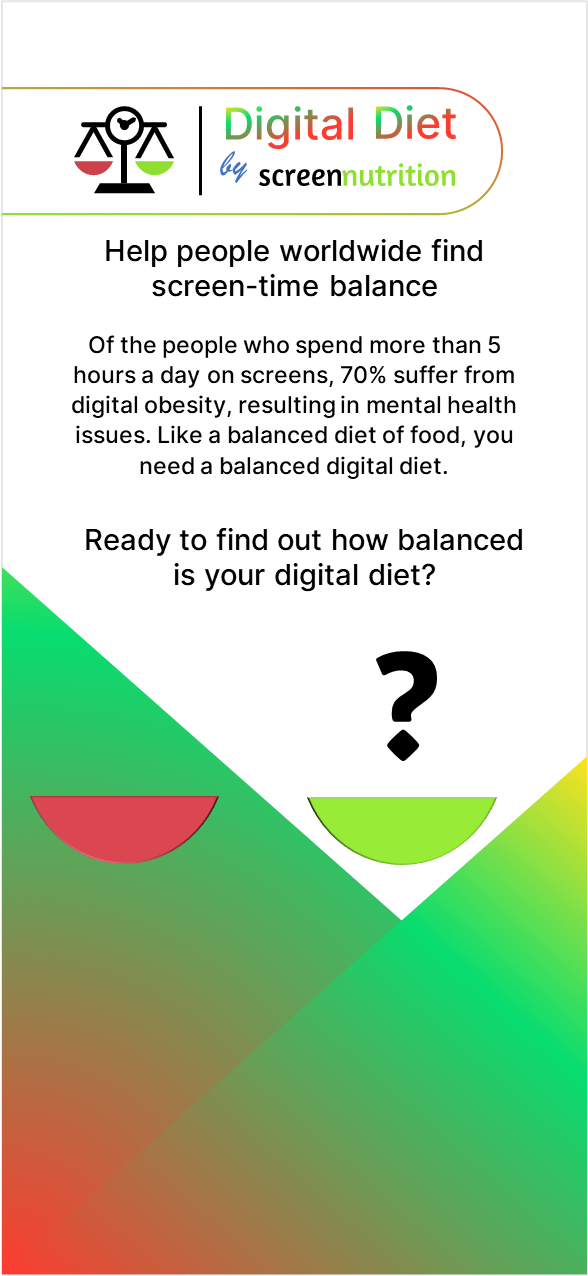 Digital Diet
by screennutrition
Help people worldwide find
screen-time balance
Of the people who spend more than 5
hours a day on screens, 70% suffer from
digital obesity, resulting in mental health
issues. Like a balanced diet of food, you
need a balanced digital diet.
Ready to find out how balanced
is your digital diet?
?